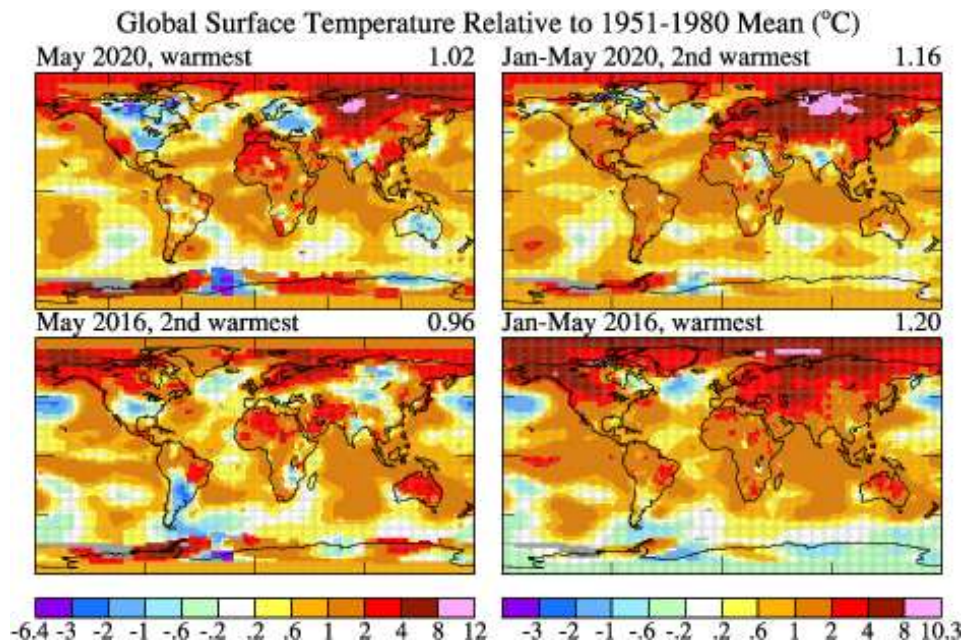 Global Surface Temperature Relative to 1951-1980 Mean (°C)
May 2020, warmest 1.02
Jan-May 2020, 2nd warmest 1.16
May 2016, 2nd warmest 0.96
Jan-May 2016, warmest 1.20
-6.4 -3 -2 -1 -.6 -.2 .2 .6 1 2 4 8 12
-3 -2 -1 -.6 -.2 .2 .6 1 2 4 8 10.3